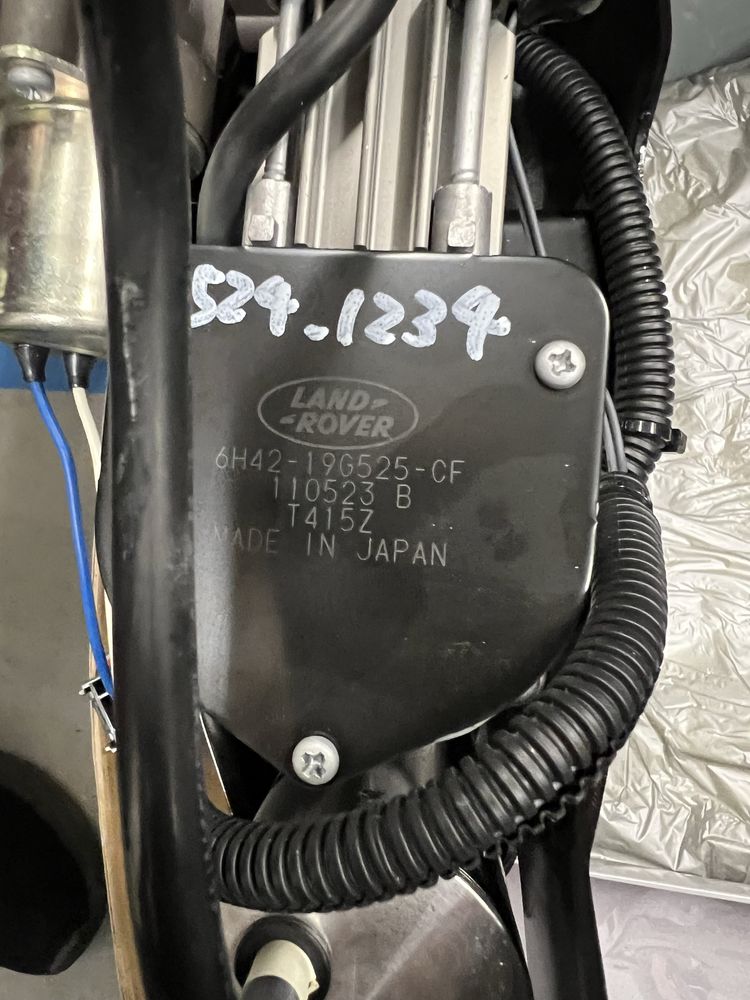 524-1234
LAND-
-ROVER
6H42-19G525-CF
110523 B
T415Z
MADE IN JAPAN